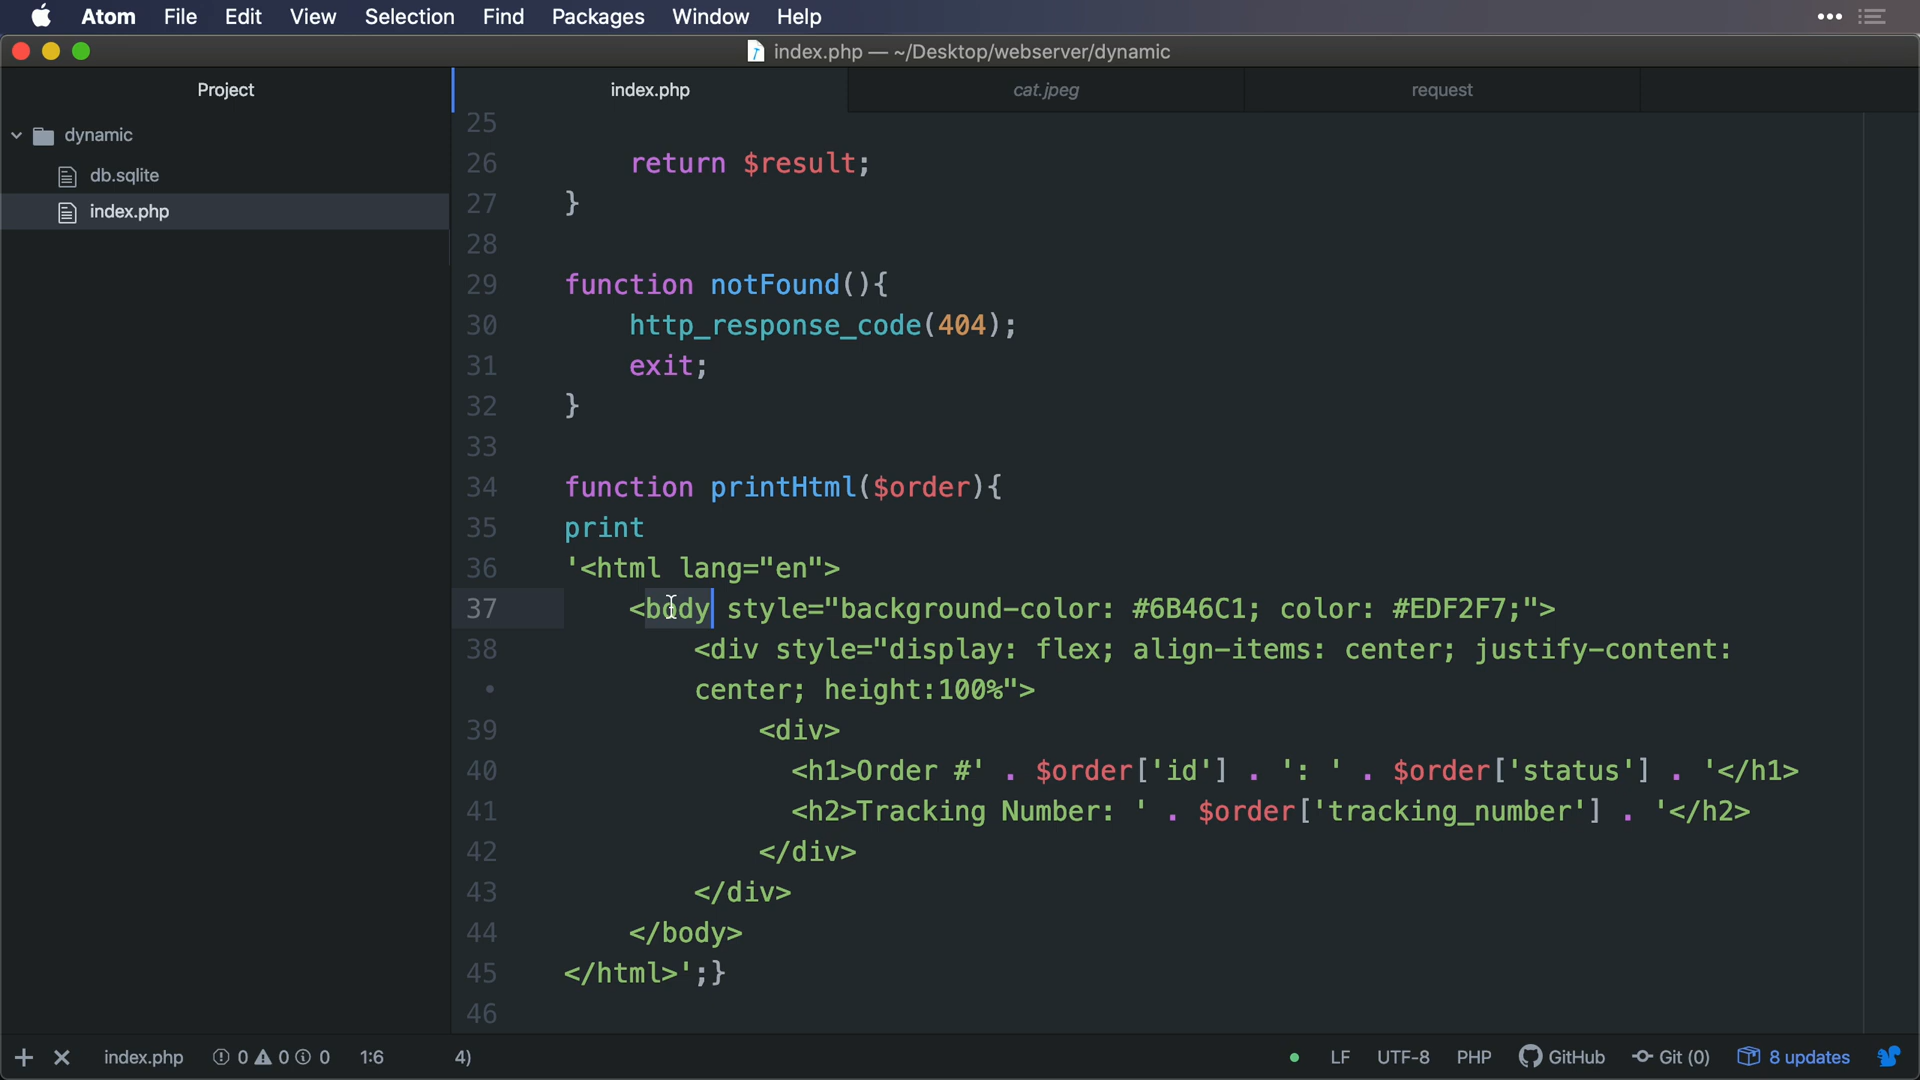 Atom File Edit View Selection Find Packages Window Help
index.php — ~/Desktop/webserver/dynamic
Project
index.php
cat.jpeg
request
dynamic
db.sqlite
index.php
25
26 return $result;
27 }
28
29 function notFound(){
30 http_response_code(404);
31 exit;
32 }
33
34 function printHtml($order){
35 print
36 '<html lang="en">
37 <body style="background-color: #6B46C1; color: #EDF2F7;">
38 <div style="display: flex; align-items: center; justify-content:
• center; height:100%">
39 <div>
40 <h1>Order #' . $order['id'] . ': ' . $order['status'] . '</h1>
41 <h2>Tracking Number: ' . $order['tracking_number'] . '</h2>
42 </div>
43 </div>
44 </body>
45 </html>';}
46
index.php 0 0 0 1:6 4) LF UTF-8 PHP GitHub Git (0) 8 updates